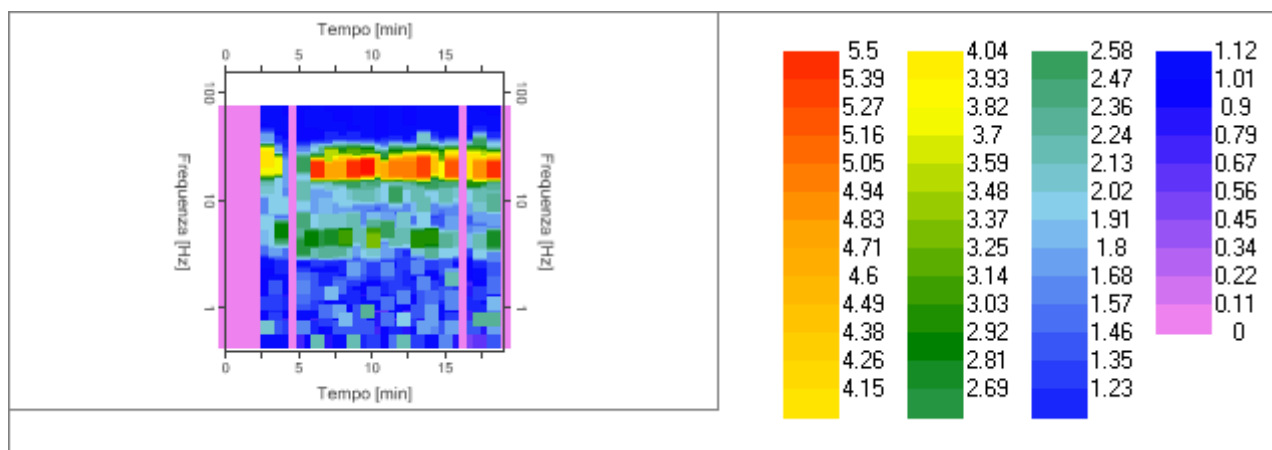 Tempo [min]
0 5 10 15
100 100
Frequenza [Hz] Frequenza [Hz]
10 10
1 1
0 5 10 15
Tempo [min]
5.5 4.04 2.58 1.12
5.39 3.93 2.47 1.01
5.27 3.82 2.36 0.9
5.16 3.7 2.24 0.79
5.05 3.59 2.13 0.67
4.94 3.48 2.02 0.56
4.83 3.37 1.91 0.45
4.71 3.25 1.8 0.34
4.6 3.14 1.68 0.22
4.49 3.03 1.57 0.11
4.38 2.92 1.46 0
4.26 2.81 1.35
4.15 2.69 1.23